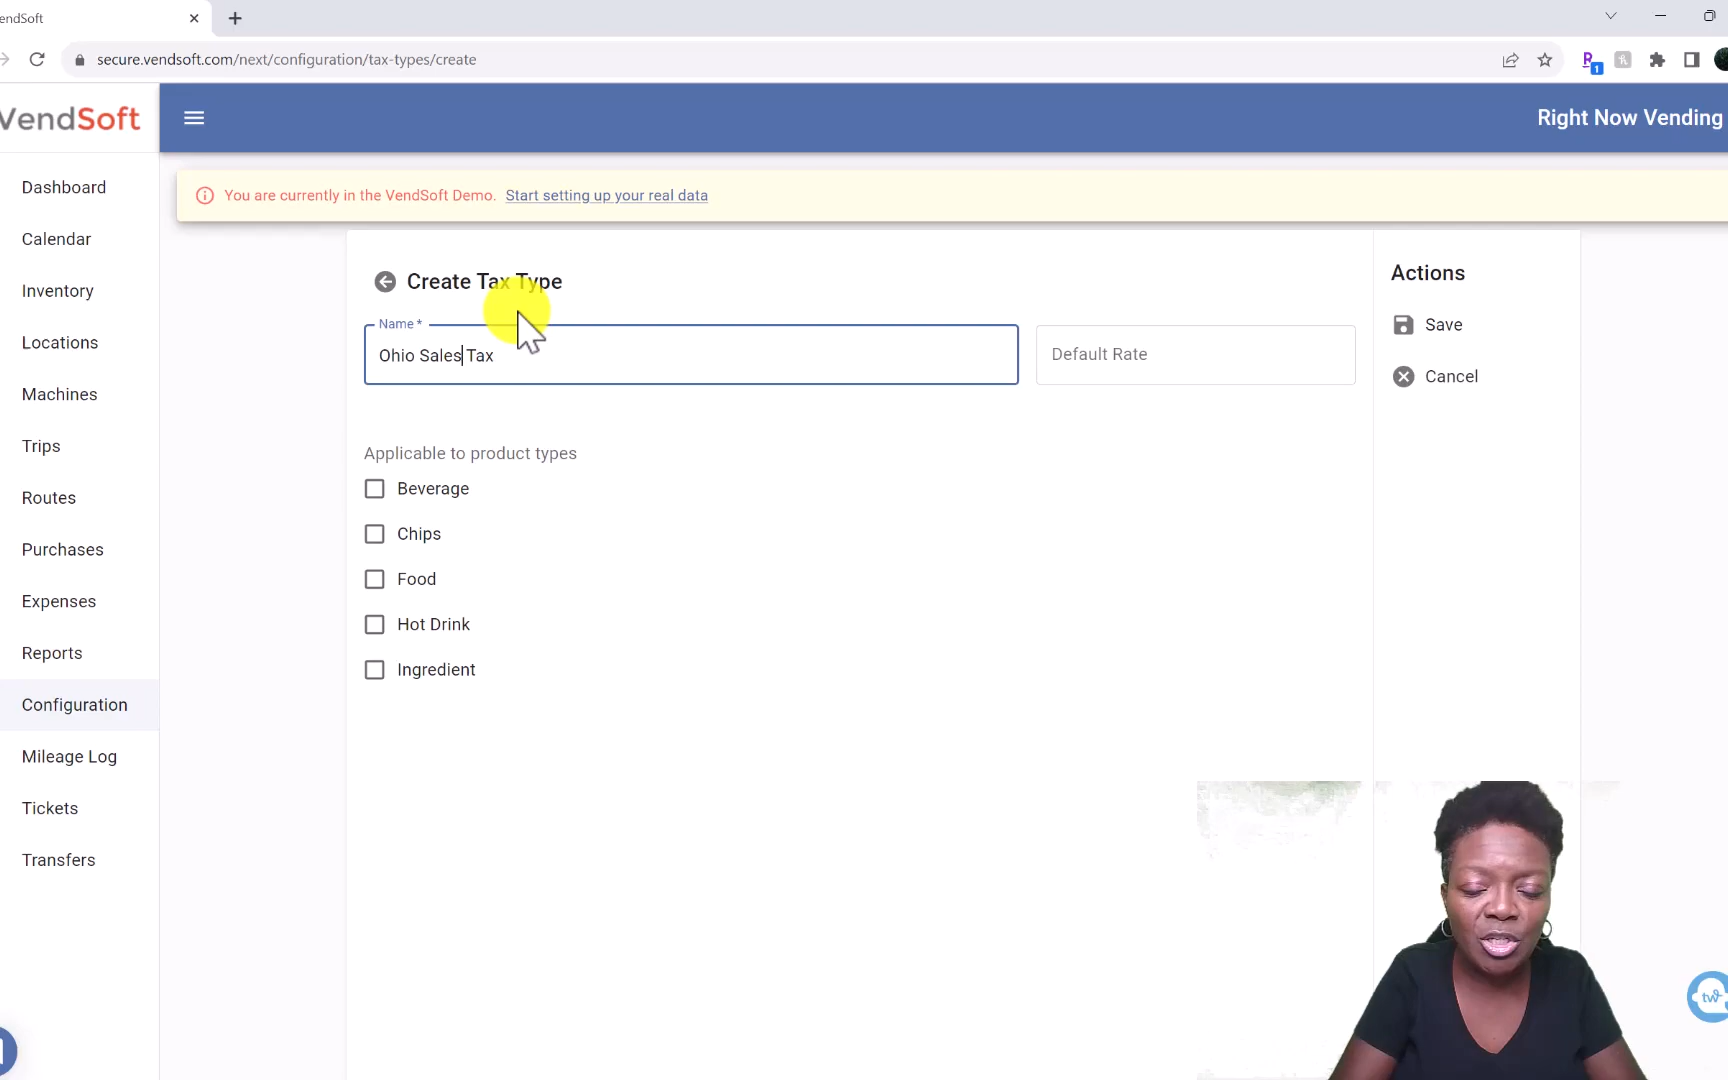 endSoft
secure.vendsoft.com/next/configuration/tax-types/create
1
VendSoft
Right Now Vending
Dashboard
You are currently in the VendSoft Demo. Start setting up your real data
Calendar
Inventory
Locations
Machines
Trips
Routes
Purchases
Expenses
Reports
Configuration
Mileage Log
Tickets
Transfers
Create Tax Type
Name *
Ohio Sales Tax
Default Rate
Applicable to product types
Beverage
Chips
Food
Hot Drink
Ingredient
Actions
Save
Cancel
tw